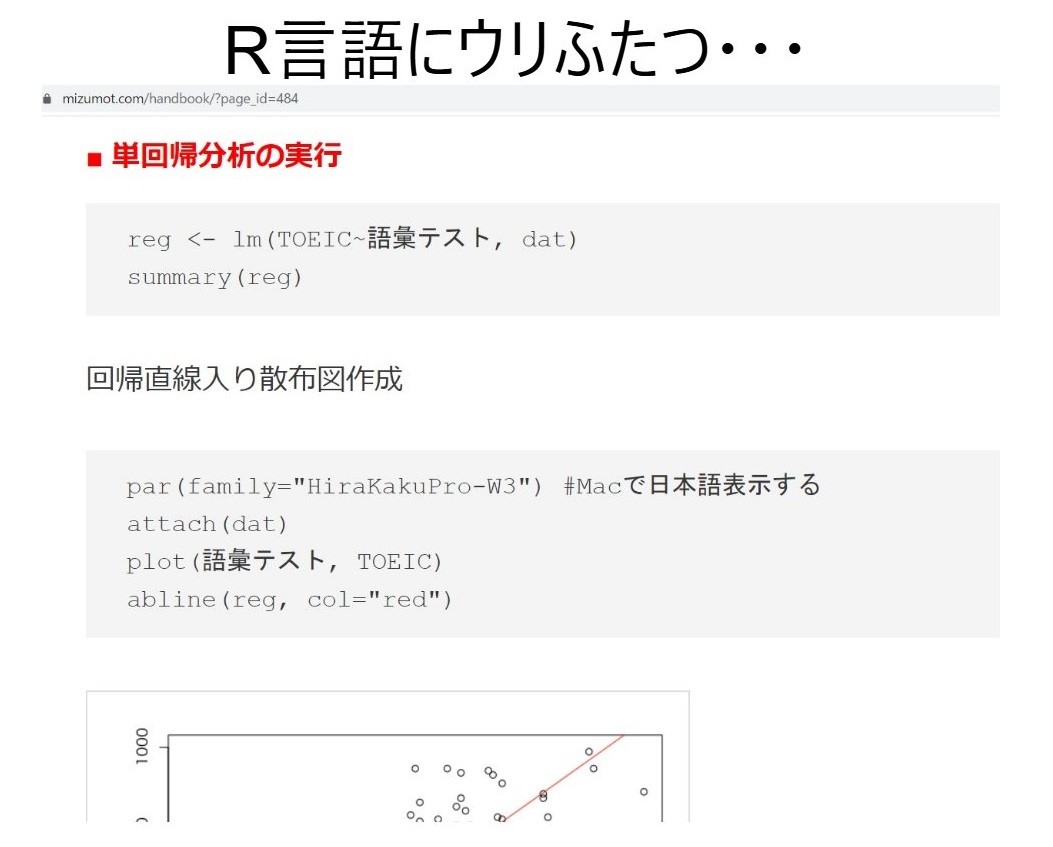 R言語にウリふたつ・・・
mizumot.com/handbook/?page_id=484
■ 単回帰分析の実行
reg <- lm(TOEIC~語彙テスト, dat)
summary(reg)
回帰直線入り散布図作成
par(family="HiraKakuPro-W3") #Macで日本語表示する
attach(dat)
plot(語彙テスト, TOEIC)
abline(reg, col="red")
1000